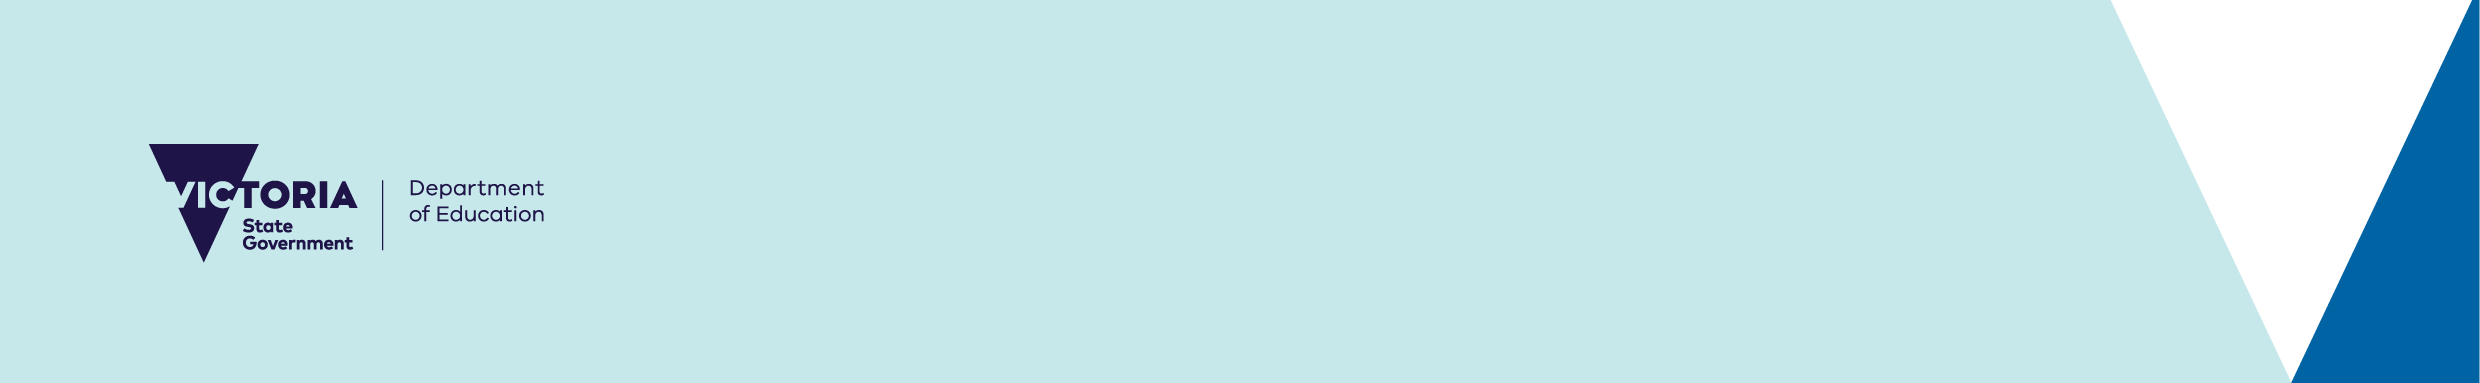 VICTORIA
State
Government
Department
of Education